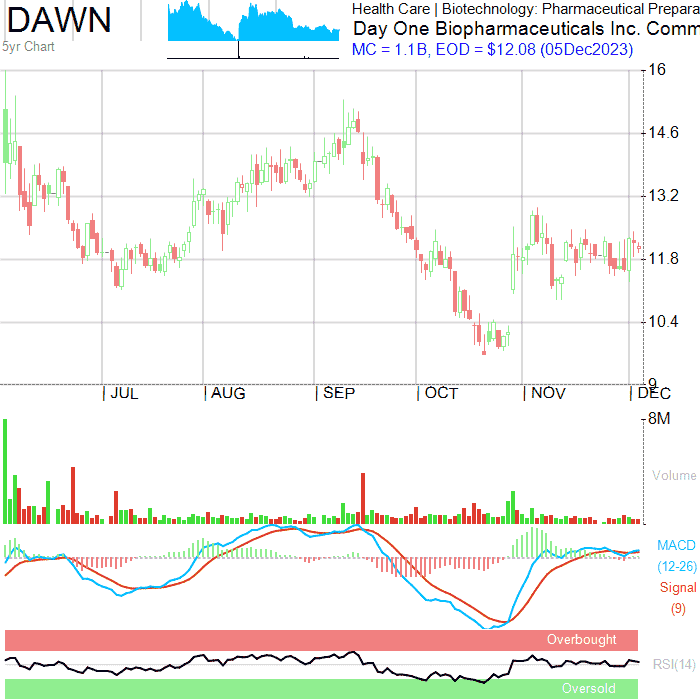 DAWN
5yr Chart
Health Care | Biotechnology: Pharmaceutical Prepara
Day One Biopharmaceuticals Inc. Comm
MC = 1.1B, EOD = $12.08 (05Dec2023)
16
14.6
13.2
11.8
10.4
9
| JUL | AUG | SEP | OCT | NOV | DEC
8M
Volume
MACD
(12-26)
Signal
(9)
Overbought
RSI(14)
Oversold